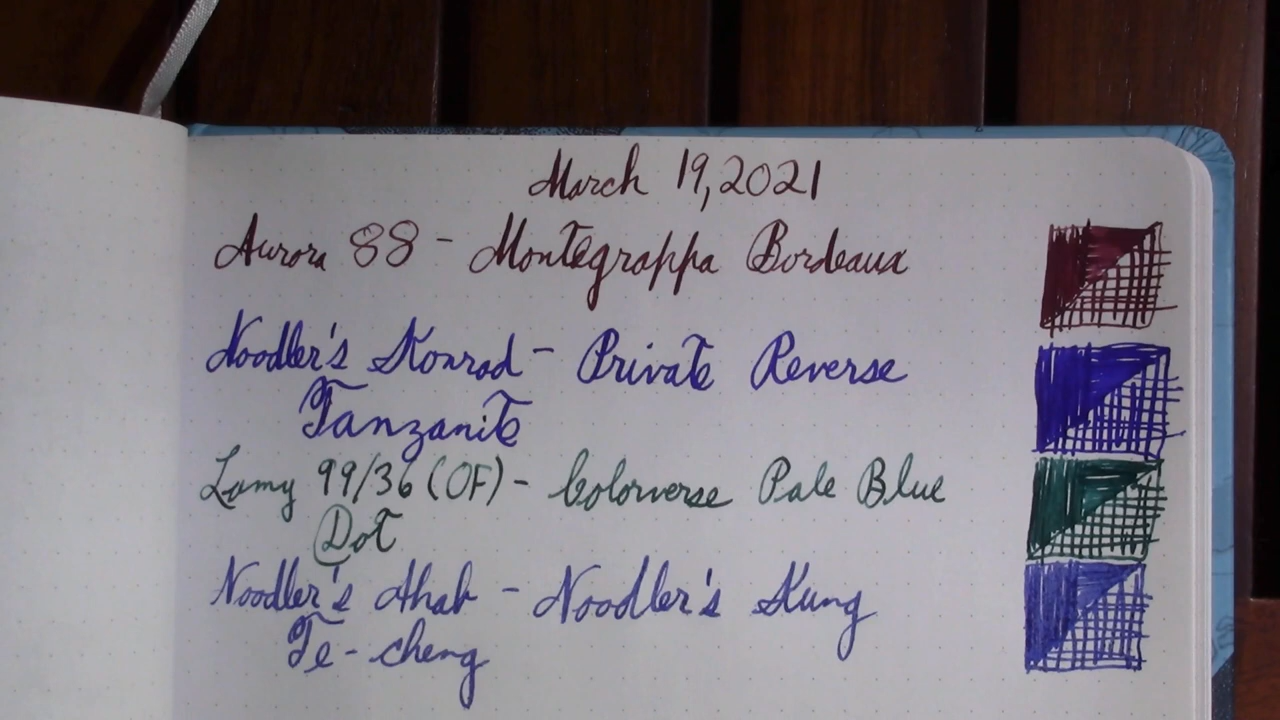 March 19, 2021
Aurora 88 - Montegrappa Bordeaux
Noodler's Konrad - Private Reverse
Tanzanite
Lamy 99/36 (OF) - Colorverse Pale Blue
Dot
Noodler's Ahab - Noodler's Kung
Te-cheng